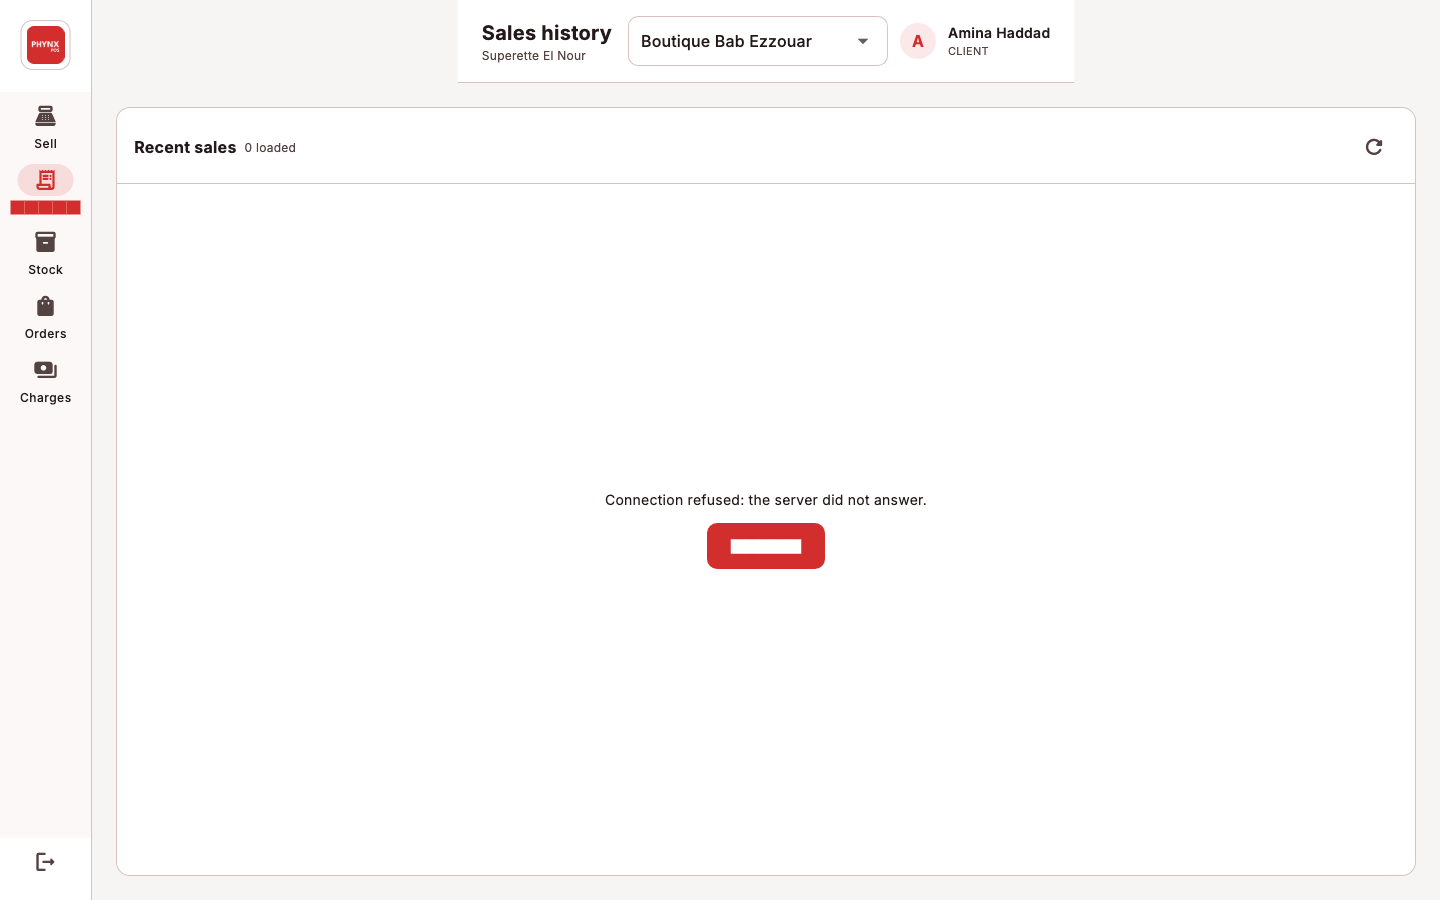 PHYNX
POS
Sales history
Superette El Nour
Boutique Bab Ezzouar
A
Amina Haddad
CLIENT
Sell
Stock
Orders
Charges
Recent sales 0 loaded
Connection refused: the server did not answer.